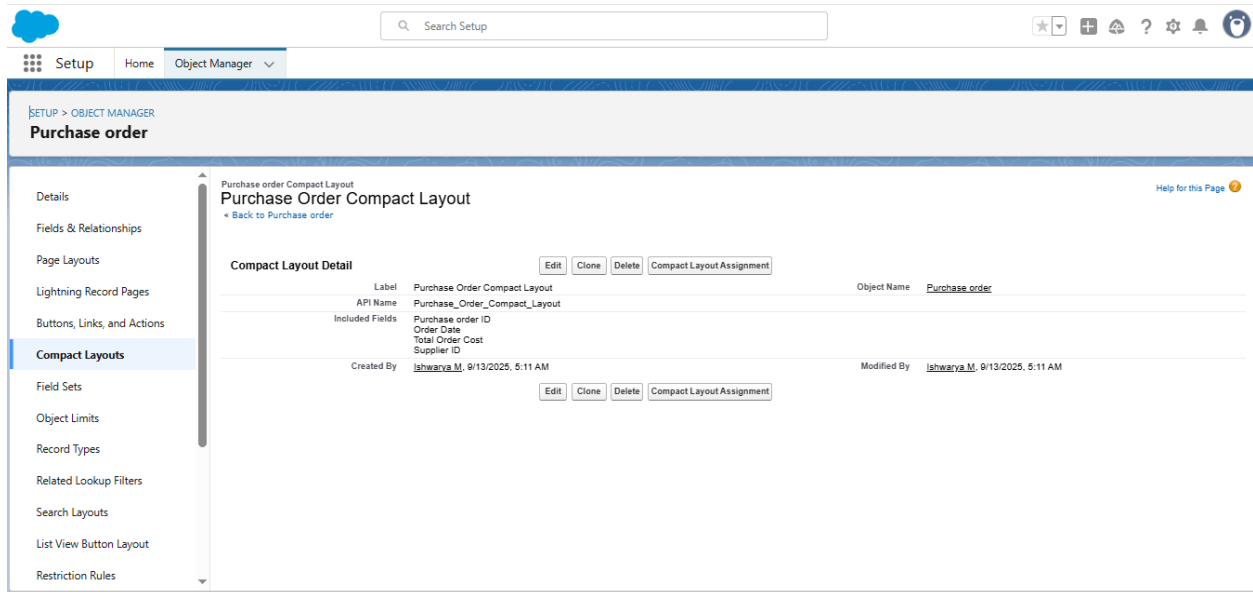 Search Setup
Setup
Home
Object Manager
SETUP > OBJECT MANAGER
Purchase order
Details
Fields & Relationships
Page Layouts
Lightning Record Pages
Buttons, Links, and Actions
Compact Layouts
Field Sets
Object Limits
Record Types
Related Lookup Filters
Search Layouts
List View Button Layout
Restriction Rules
Purchase order Compact Layout
Purchase Order Compact Layout
« Back to Purchase order
Help for this Page ?
Compact Layout Detail
Edit Clone Delete Compact Layout Assignment
Label Purchase Order Compact Layout Object Name Purchase order
API Name Purchase_Order_Compact_Layout
Included Fields Purchase order ID
Order Date
Total Order Cost
Supplier ID
Created By Ishwarya M, 9/13/2025, 5:11 AM Modified By Ishwarya M, 9/13/2025, 5:11 AM
Edit Clone Delete Compact Layout Assignment